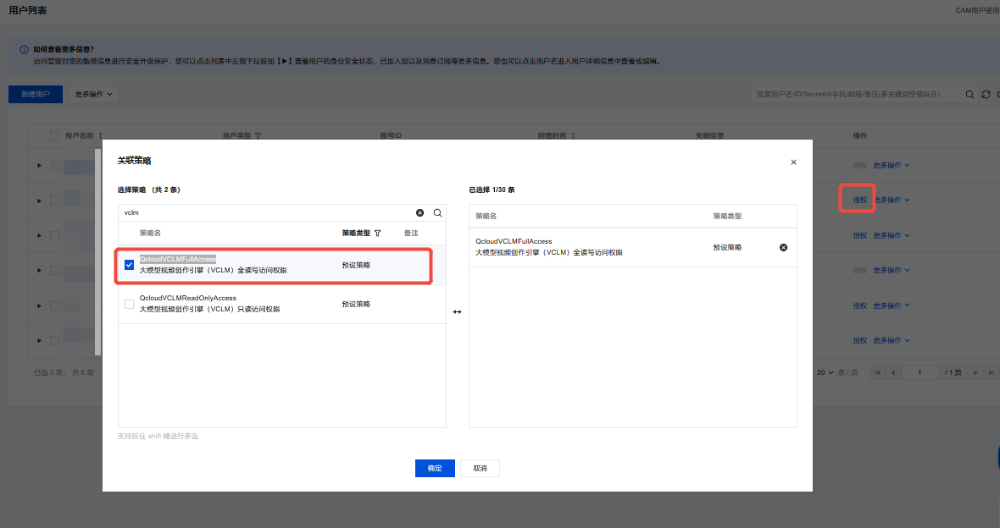 用户列表
CAM用户使用
如何查看更多信息?
访问管理对您的敏感信息进行安全升级保护，您可以点击列表中左侧下拉按钮【▶】查看用户的身份安全状态、已加入组以及消息订阅等更多信息。您也可以点击用户名进入用户详细信息中查看或编辑。
新建用户
更多操作
搜索用户名/ID/SecretId/手机/邮箱/备注(多关键词空格隔开)
用户名称
用户类型
账号ID
创建时间
关联信息
操作
关联策略
选择策略 （共 2 条）
已选择 1/30 条
vclm
策略名
策略类型
备注
策略名
策略类型
QcloudVCLMFullAccess
大模型视频创作引擎（VCLM）全读写访问权限
预设策略
QcloudVCLMReadOnlyAccess
大模型视频创作引擎（VCLM）只读访问权限
预设策略
QcloudVCLMFullAccess
大模型视频创作引擎（VCLM）全读写访问权限
预设策略
支持按住 shift 键进行多选
确定
取消
授权 更多操作
授权 更多操作
授权 更多操作
授权 更多操作
授权 更多操作
授权 更多操作
已选 0 项， 共 6 项
20 条 / 页
1
/ 1 页